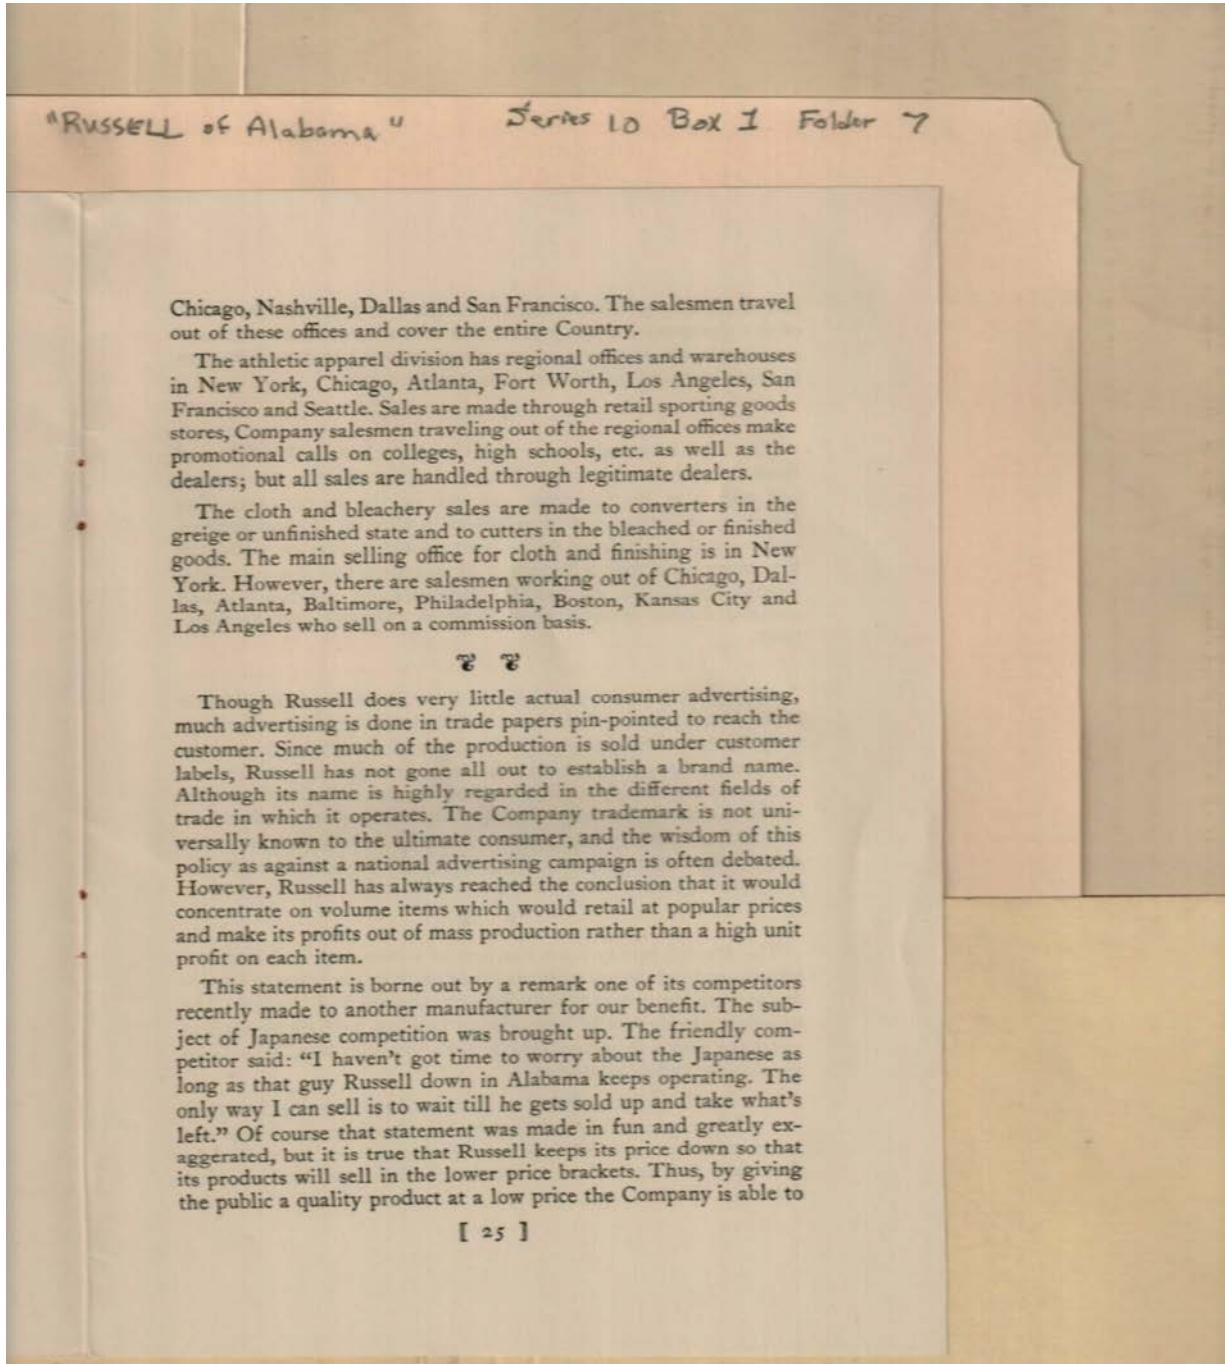 "RUSSELL of Alabama" Series 10 Box 1 Folder 7
Chicago, Nashville, Dallas and San Francisco. The salesmen travel
out of these offices and cover the entire Country.
The athletic apparel division has regional offices and warehouses
in New York, Chicago, Atlanta, Fort Worth, Los Angeles, San
Francisco and Seattle. Sales are made through retail sporting goods
stores, Company salesmen traveling out of the regional offices make
promotional calls on colleges, high schools, etc. as well as the
dealers; but all sales are handled through legitimate dealers.
The cloth and bleachery sales are made to converters in the
greige or unfinished state and to cutters in the bleached or finished
goods. The main selling office for cloth and finishing is in New
York. However, there are salesmen working out of Chicago, Dal-
las, Atlanta, Baltimore, Philadelphia, Boston, Kansas City and
Los Angeles who sell on a commission basis.
Though Russell does very little actual consumer advertising,
much advertising is done in trade papers pin-pointed to reach the
customer. Since much of the production is sold under customer
labels, Russell has not gone all out to establish a brand name.
Although its name is highly regarded in the different fields of
trade in which it operates. The Company trademark is not uni-
versally known to the ultimate consumer, and the wisdom of this
policy as against a national advertising campaign is often debated.
However, Russell has always reached the conclusion that it would
concentrate on volume items which would retail at popular prices
and make its profits out of mass production rather than a high unit
profit on each item.
This statement is borne out by a remark one of its competitors
recently made to another manufacturer for our benefit. The sub-
ject of Japanese competition was brought up. The friendly com-
petitor said: “I haven’t got time to worry about the Japanese as
long as that guy Russell down in Alabama keeps operating. The
only way I can sell is to wait till he gets sold up and take what’s
left.” Of course that statement was made in fun and greatly ex-
aggerated, but it is true that Russell keeps its price down so that
its products will sell in the lower price brackets. Thus, by giving
the public a quality product at a low price the Company is able to
[ 25 ]